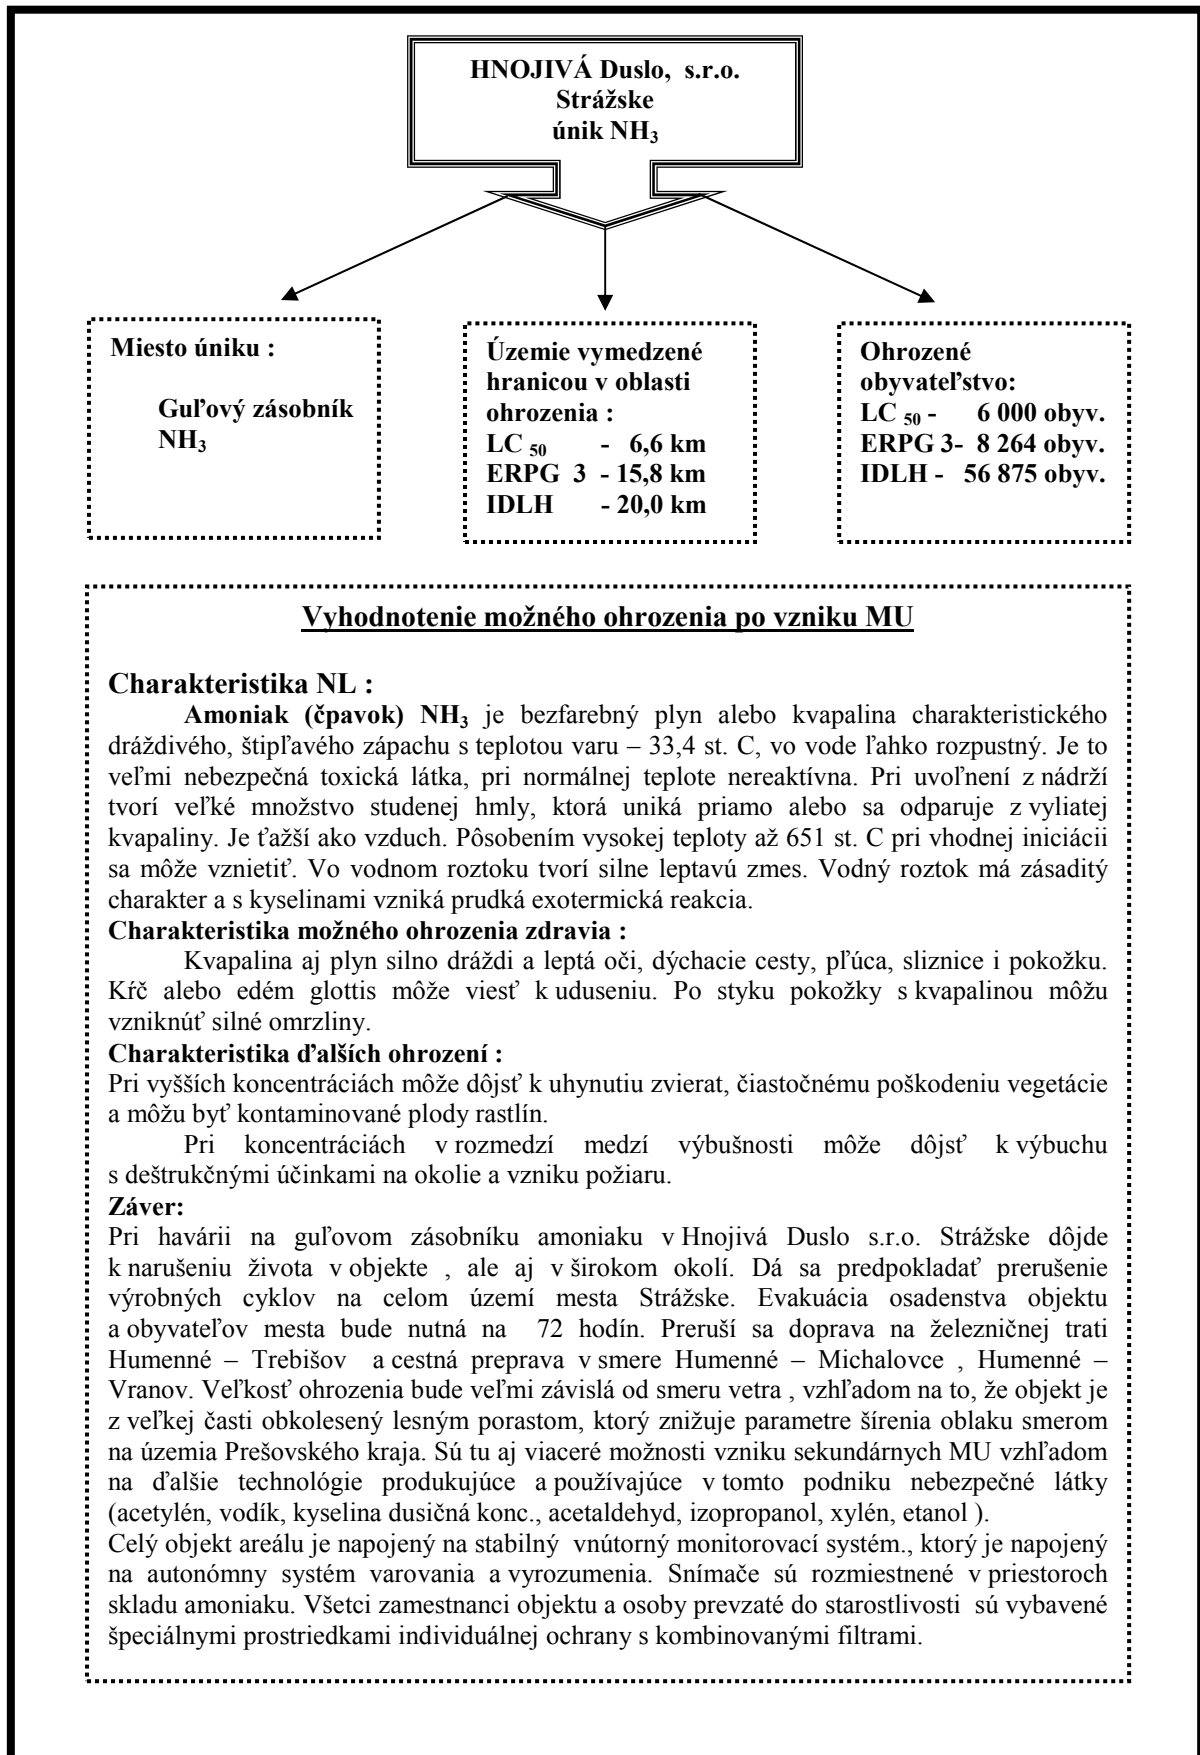 HNOJIVÁ Duslo, s.r.o.
Strážske
únik NH₃
Miesto úniku :
Guľový zásobník
NH₃
Územie vymedzené
hranicou v oblasti
ohrozenia :
LC ₅₀ - 6,6 km
ERPG 3 - 15,8 km
IDLH - 20,0 km
Ohrozené
obyvateľstvo:
LC ₅₀ - 6 000 obyv.
ERPG 3- 8 264 obyv.
IDLH - 56 875 obyv.
Vyhodnotenie možného ohrozenia po vzniku MU
Charakteristika NL :
Amoniak (čpavok) NH₃ je bezfarebný plyn alebo kvapalina charakteristického
dráždivého, štipľavého zápachu s teplotou varu – 33,4 st. C, vo vode ľahko rozpustný. Je to
veľmi nebezpečná toxická látka, pri normálnej teplote nereaktívna. Pri uvoľnení z nádrží
tvorí veľké množstvo studenej hmly, ktorá uniká priamo alebo sa odparuje z vyliatej
kvapaliny. Je ťažší ako vzduch. Pôsobením vysokej teploty až 651 st. C pri vhodnej iniciácii
sa môže vznietiť. Vo vodnom roztoku tvorí silne leptavú zmes. Vodný roztok má zásaditý
charakter a s kyselinami vzniká prudká exotermická reakcia.
Charakteristika možného ohrozenia zdravia :
Kvapalina aj plyn silno dráždi a leptá oči, dýchacie cesty, pľúca, sliznice i pokožku.
Kŕč alebo edém glottis môže viesť k uduseniu. Po styku pokožky s kvapalinou môžu
vzniknúť silné omrzliny.
Charakteristika ďalších ohrození :
Pri vyšších koncentráciách môže dôjsť k uhynutiu zvierat, čiastočnému poškodeniu vegetácie
a môžu byť kontaminované plody rastlín.
Pri koncentráciách v rozmedzí medzí výbušnosti môže dôjsť k výbuchu
s deštrukčnými účinkami na okolie a vzniku požiaru.
Záver:
Pri havárii na guľovom zásobníku amoniaku v Hnojivá Duslo s.r.o. Strážske dôjde
k narušeniu života v objekte , ale aj v širokom okolí. Dá sa predpokladať prerušenie
výrobných cyklov na celom území mesta Strážske. Evakuácia osadenstva objektu
a obyvateľov mesta bude nutná na 72 hodín. Preruší sa doprava na železničnej trati
Humenné – Trebišov a cestná preprava v smere Humenné – Michalovce , Humenné –
Vranov. Veľkosť ohrozenia bude veľmi závislá od smeru vetra , vzhľadom na to, že objekt je
z veľkej časti obkolesený lesným porastom, ktorý znižuje parametre šírenia oblaku smerom
na územia Prešovského kraja. Sú tu aj viaceré možnosti vzniku sekundárnych MU vzhľadom
na ďalšie technológie produkujúce a používajúce v tomto podniku nebezpečné látky
(acetylén, vodík, kyselina dusičná konc., acetaldehyd, izopropanol, xylén, etanol ).
Celý objekt areálu je napojený na stabilný vnútorný monitorovací systém., ktorý je napojený
na autonómny systém varovania a vyrozumenia. Snímače sú rozmiestnené v priestoroch
skladu amoniaku. Všetci zamestnanci objektu a osoby prevzaté do starostlivosti sú vybavené
špeciálnymi prostriedkami individuálnej ochrany s kombinovanými filtrami.